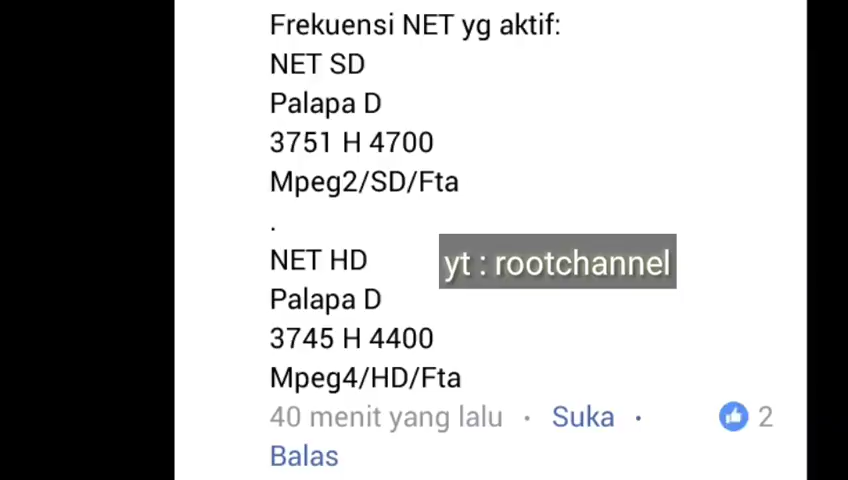 Frekuensi NET yg aktif:
NET SD
Palapa D
3751 H 4700
Mpeg2/SD/Fta
.
NET HD
yt : rootchannel
Palapa D
3745 H 4400
Mpeg4/HD/Fta
40 menit yang lalu · Suka · 2
Balas